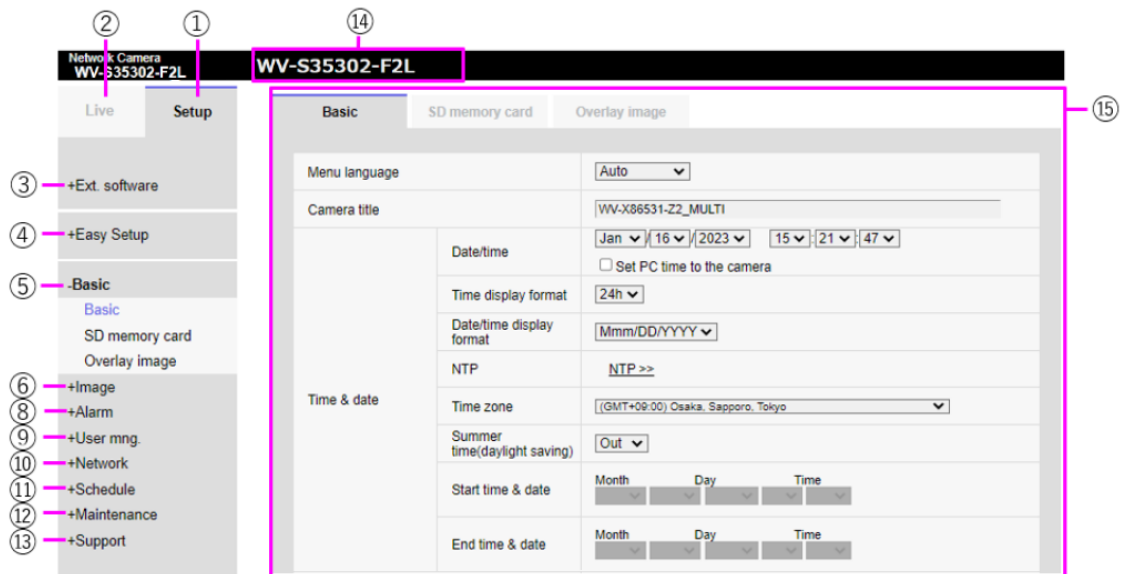 ② ① ⑭
Network Camera
WV-S35302-F2L
WV-S35302-F2L
Live Setup
Basic SD memory card Overlay image
⑮
Menu language Auto
③ +Ext. software
Camera title WV-X86531-Z2_MULTI
④ +Easy Setup
Date/time Jan / 16 / 2023 15 : 21 : 47
Set PC time to the camera
⑤ -Basic
Basic
SD memory card
Overlay image
Time display format 24h
Date/time display
format Mmm/DD/YYYY
NTP NTP >>
⑥ +Image
⑧ +Alarm
⑨ +User mng.
⑩ +Network
⑪ +Schedule
⑫ +Maintenance
⑬ +Support
Time & date
Time zone (GMT+09:00) Osaka, Sapporo, Tokyo
Summer
time(daylight saving) Out
Start time & date Month Day Time
End time & date Month Day Time